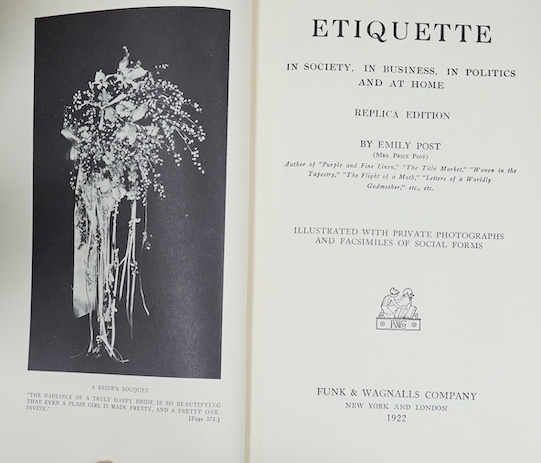 A BRIDE'S BOUQUET
"THE RADIANCE OF A TRULY HAPPY BRIDE IS SO BEAUTIFYING
THAT EVEN A PLAIN GIRL IS MADE PRETTY, AND A PRETTY ONE,
DIVINE."
[Page 373.]
ETIQUETTE
IN SOCIETY, IN BUSINESS, IN POLITICS
AND AT HOME
REPLICA EDITION
BY EMILY POST
(MRS. PRICE POST)
Author of "Purple and Fine Linen," "The Title Market," "Woven in the
Tapestry," "The Flight of a Moth," "Letters of a Worldly
Godmother," etc., etc.
ILLUSTRATED WITH PRIVATE PHOTOGRAPHS
AND FACSIMILES OF SOCIAL FORMS
FUNK & WAGNALLS COMPANY
NEW YORK AND LONDON
1922